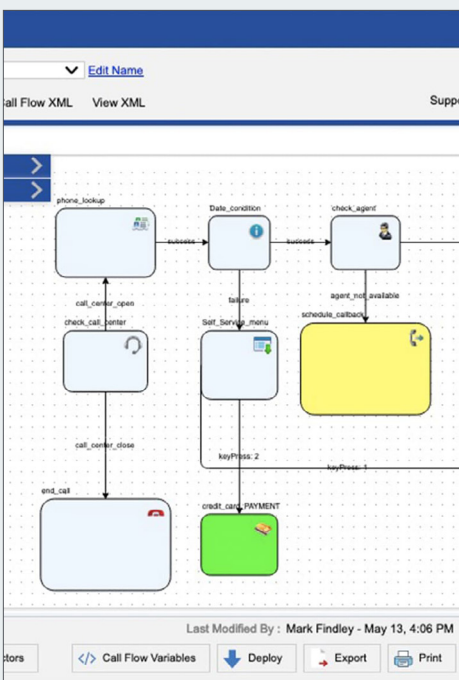 Edit Name
all Flow XML View XML Supp
phone_lookup
Date_condition
check_agent
success
success
call_center_open
failure
agent_not_available
check_call_center
Self_Service_menu
schedule_callback
call_center_close
keyPress: 2
keyPress: 1
end_call
credit_card_PAYMENT
Last Modified By : Mark Findley - May 13, 4:06 PM
ctors </> Call Flow Variables Deploy Export Print